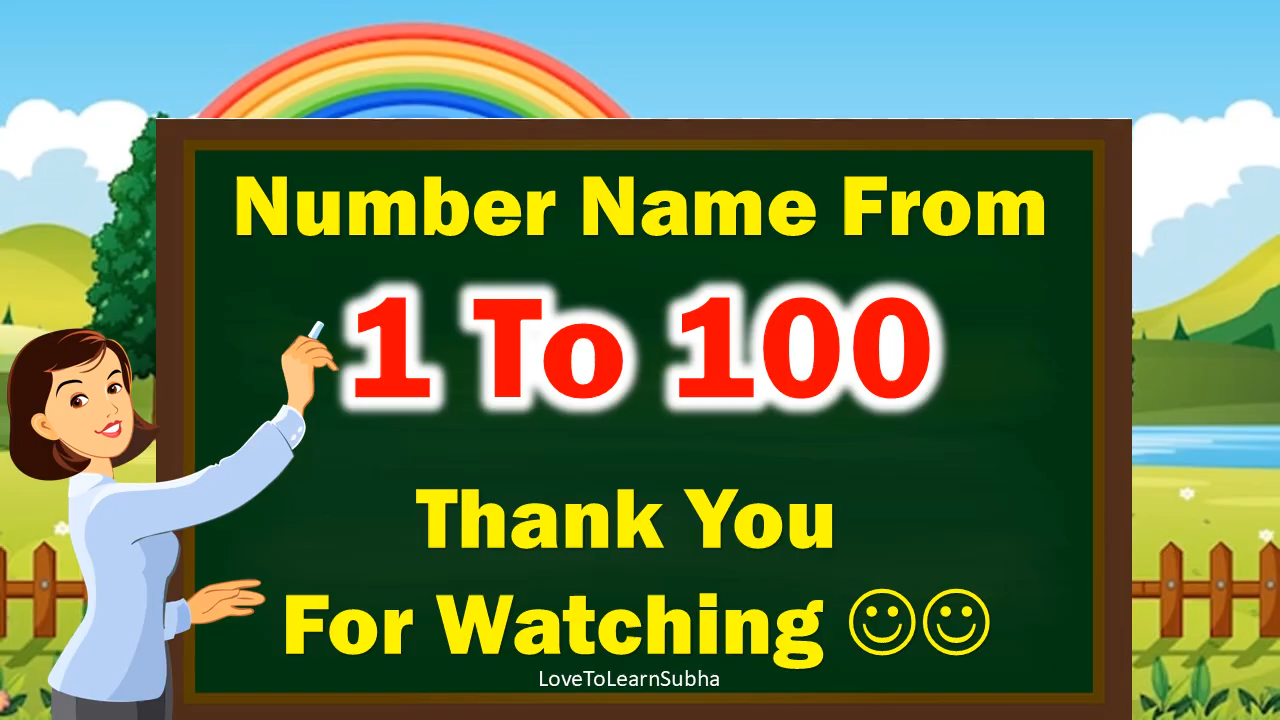 Number Name From
1 To 100
Thank You
For Watching ☺☺
LoveToLearnSubha